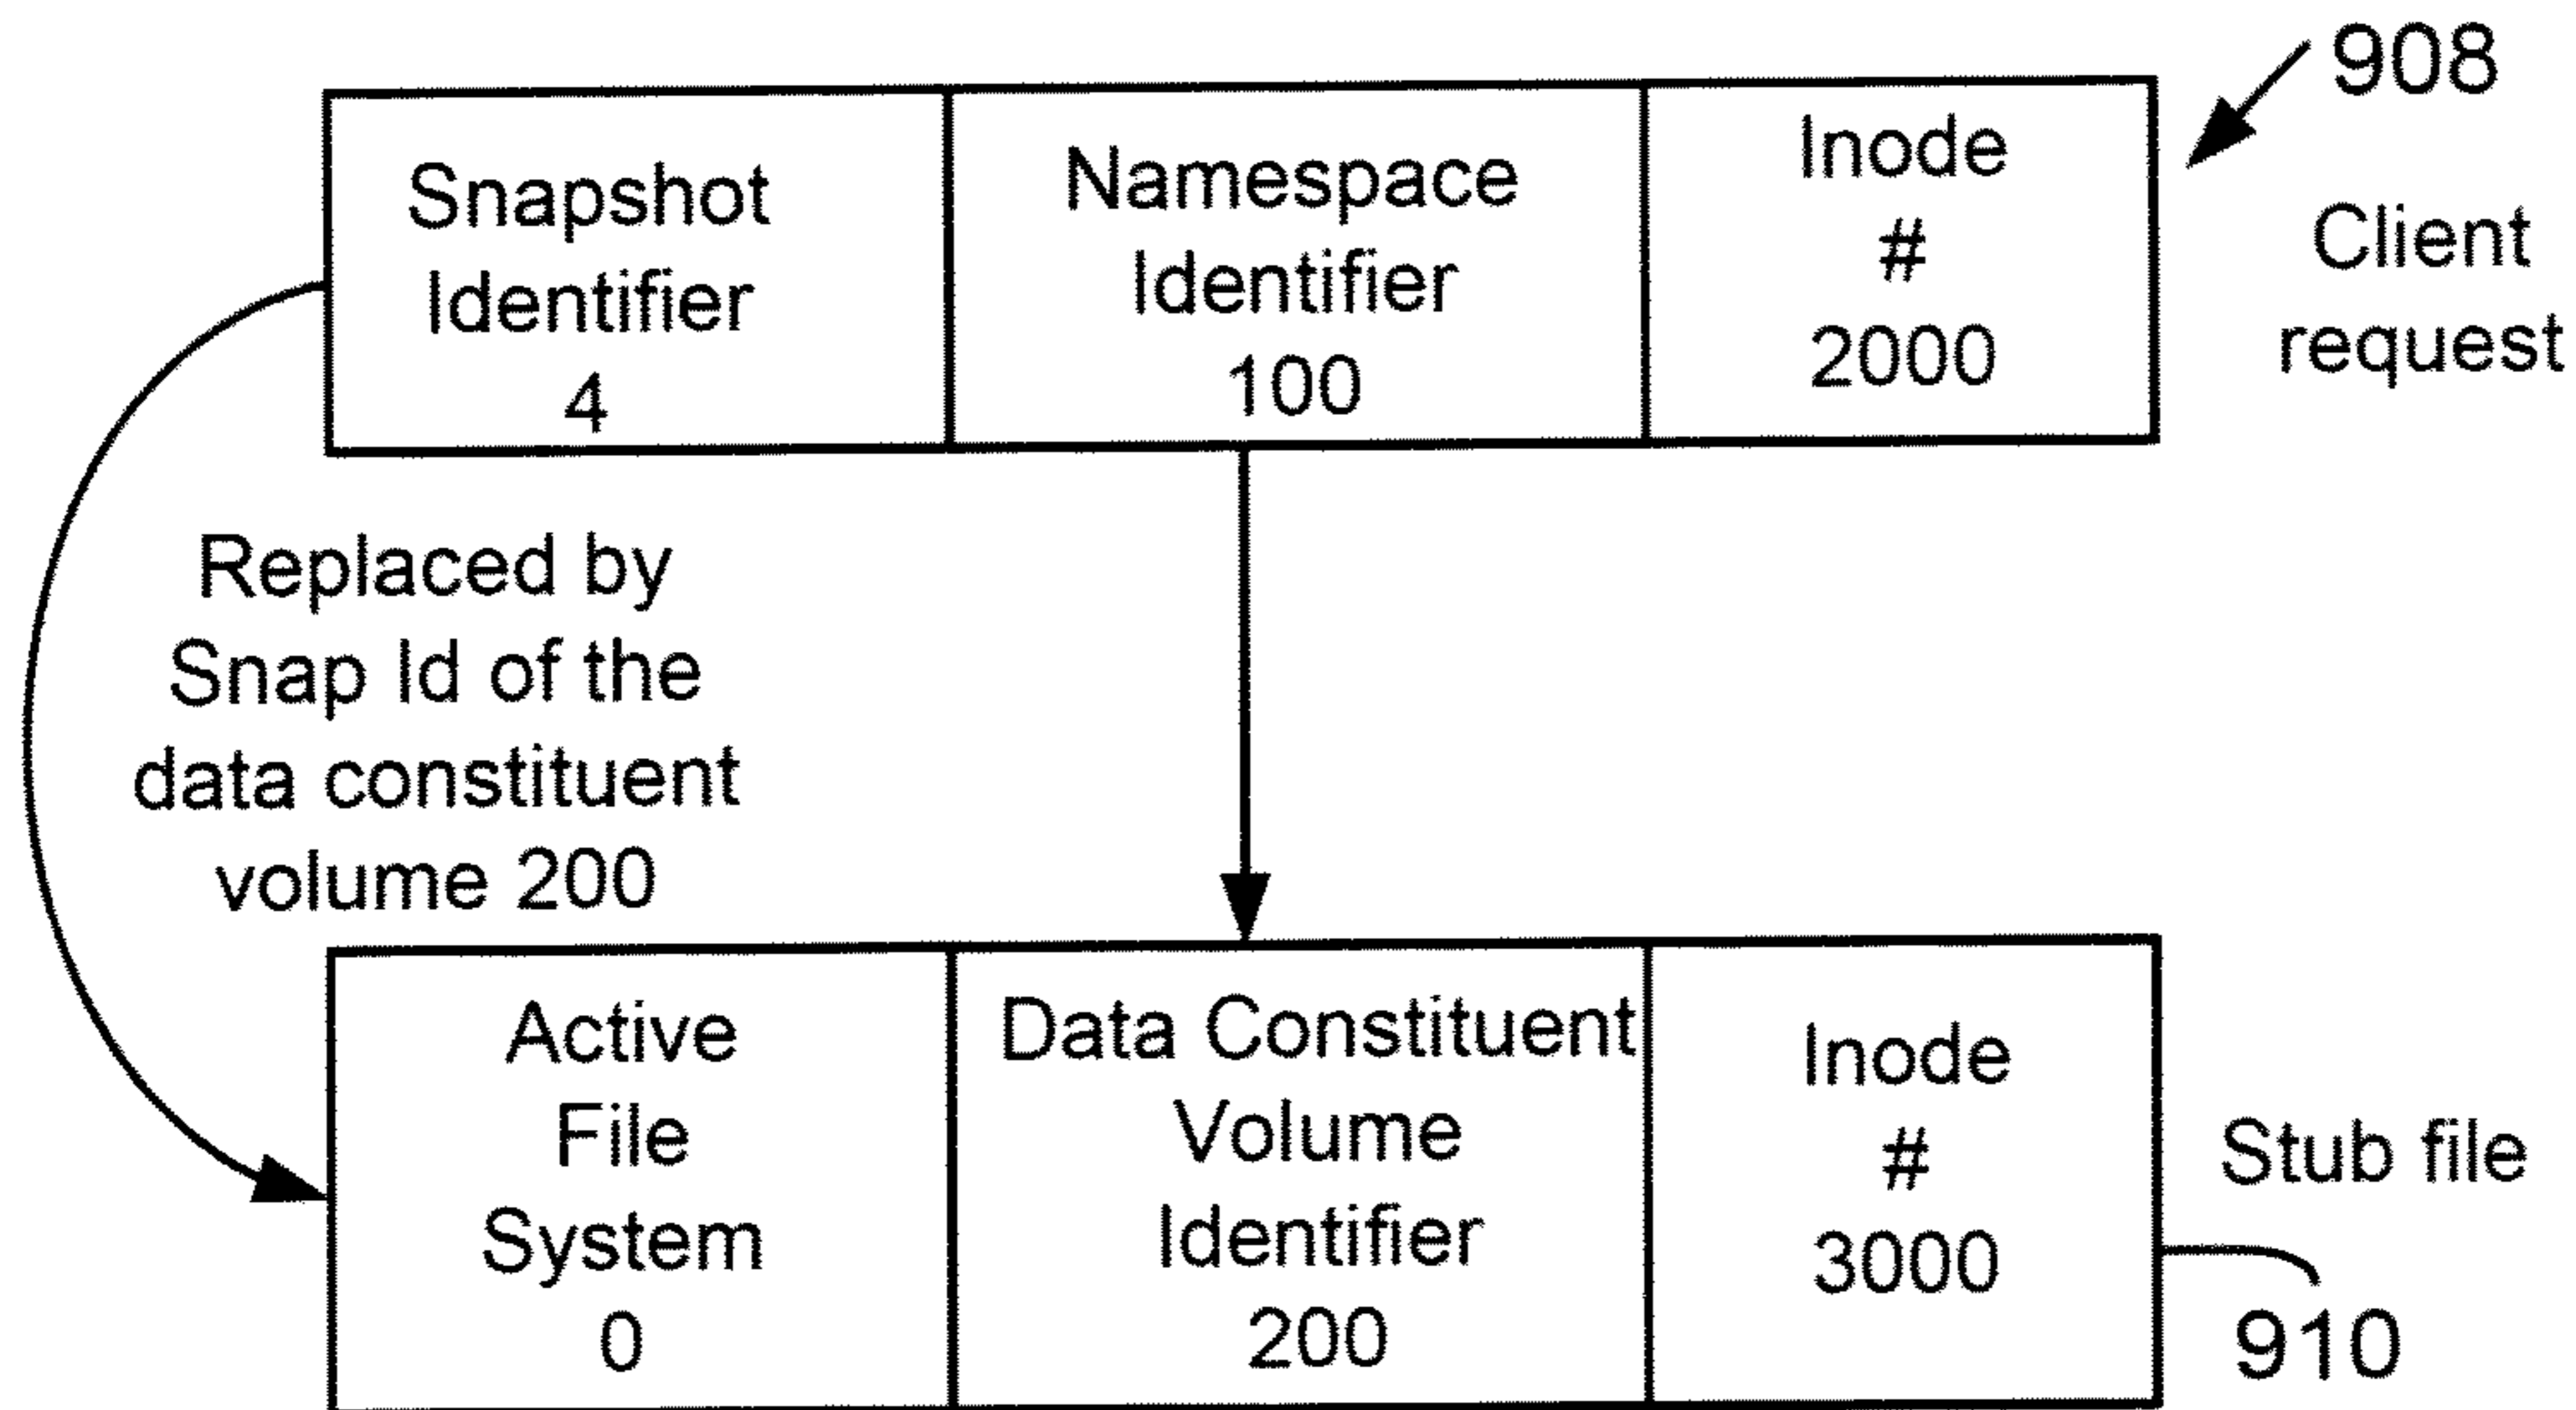 908
Snapshot
Identifier
4
Namespace
Identifier
100
Inode
#
2000
Client
request
Replaced by
Snap Id of the
data constituent
volume 200
Active
File
System
0
Data Constituent
Volume
Identifier
200
Inode
#
3000
Stub file
910